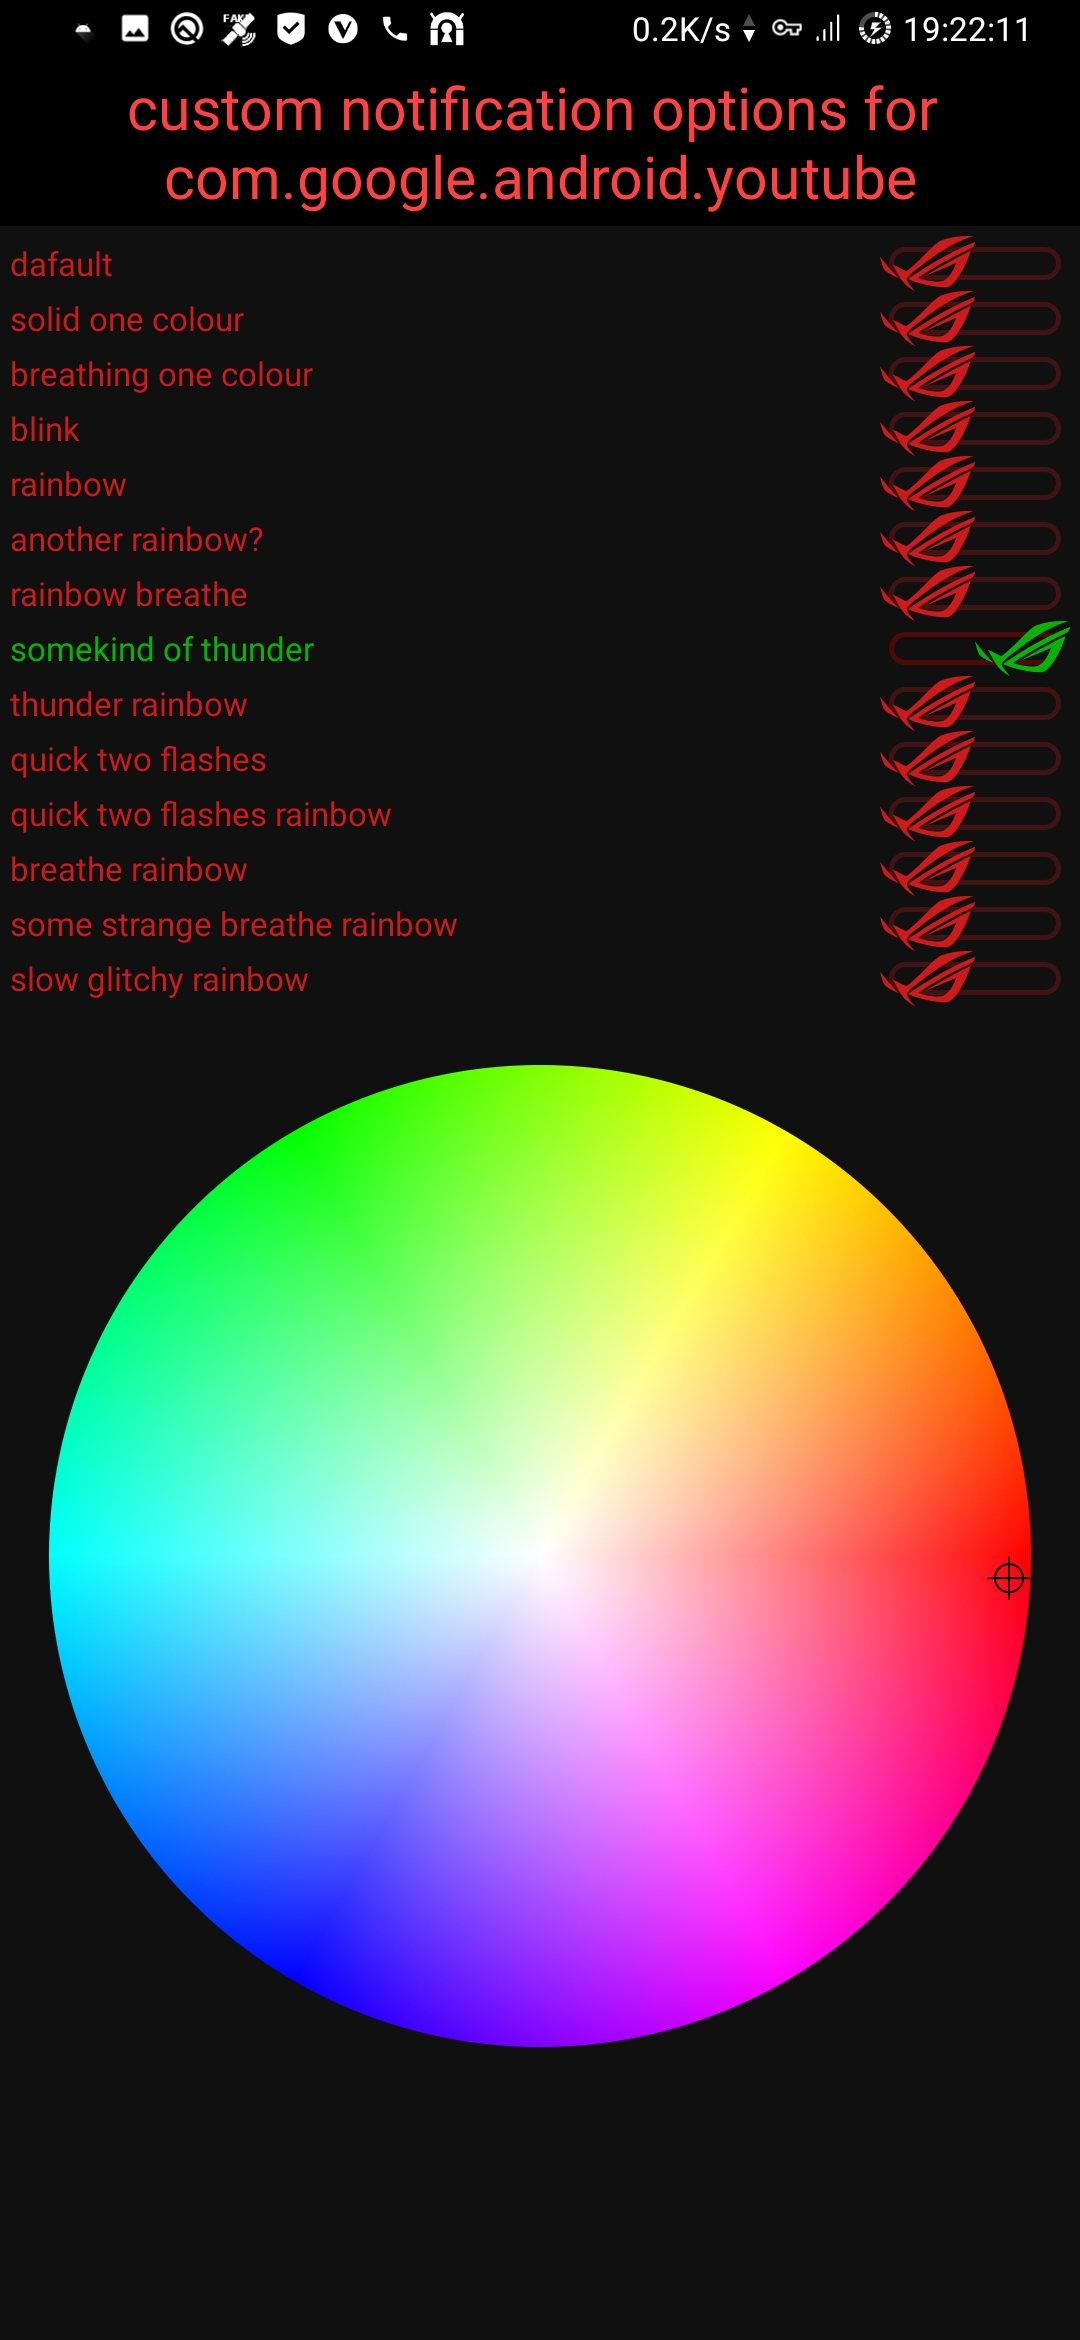 FAKE
0.2K/s
19:22:11
custom notification options for
com.google.android.youtube
dafault
solid one colour
breathing one colour
blink
rainbow
another rainbow?
rainbow breathe
somekind of thunder
thunder rainbow
quick two flashes
quick two flashes rainbow
breathe rainbow
some strange breathe rainbow
slow glitchy rainbow